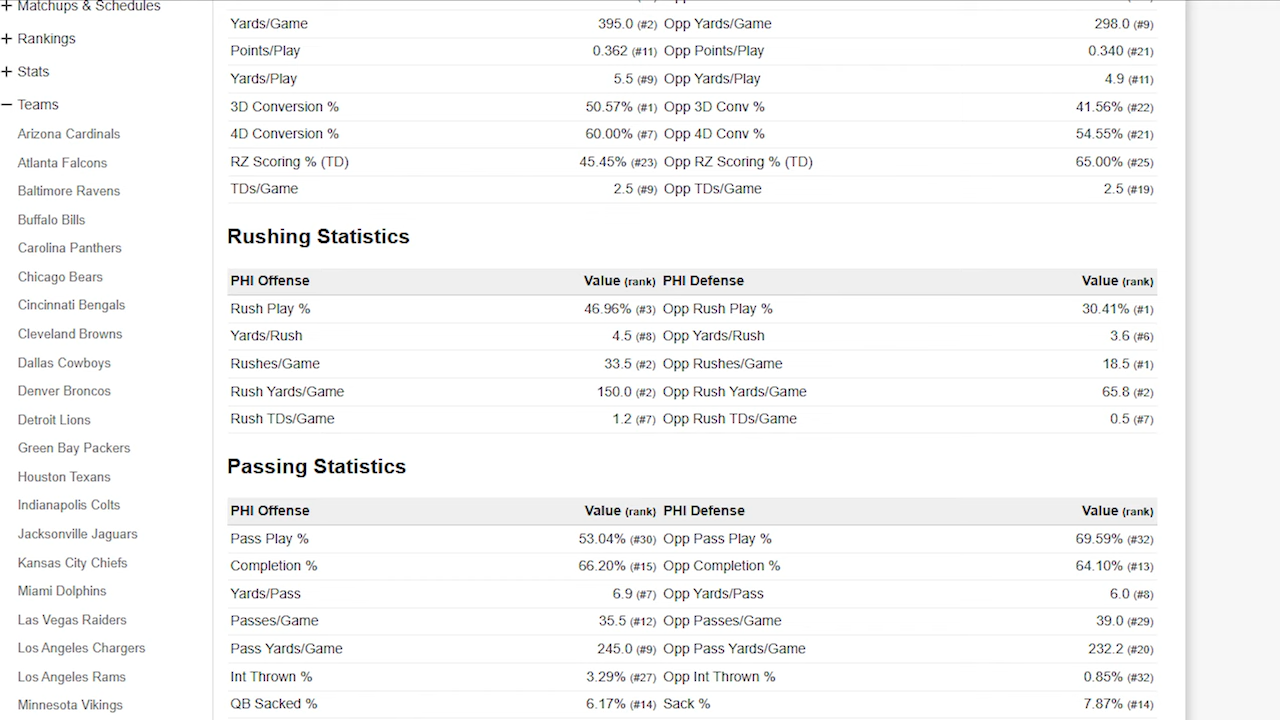 + Matchups & Schedules
+ Rankings
+ Stats
− Teams
Arizona Cardinals
Atlanta Falcons
Baltimore Ravens
Buffalo Bills
Carolina Panthers
Chicago Bears
Cincinnati Bengals
Cleveland Browns
Dallas Cowboys
Denver Broncos
Detroit Lions
Green Bay Packers
Houston Texans
Indianapolis Colts
Jacksonville Jaguars
Kansas City Chiefs
Miami Dolphins
Las Vegas Raiders
Los Angeles Chargers
Los Angeles Rams
Minnesota Vikings
Yards/Game 395.0 (#2) Opp Yards/Game 298.0 (#9)
Points/Play 0.362 (#11) Opp Points/Play 0.340 (#21)
Yards/Play 5.5 (#9) Opp Yards/Play 4.9 (#11)
3D Conversion % 50.57% (#1) Opp 3D Conv % 41.56% (#22)
4D Conversion % 60.00% (#7) Opp 4D Conv % 54.55% (#21)
RZ Scoring % (TD) 45.45% (#23) Opp RZ Scoring % (TD) 65.00% (#25)
TDs/Game 2.5 (#9) Opp TDs/Game 2.5 (#19)
Rushing Statistics
PHI Offense Value (rank) PHI Defense Value (rank)
Rush Play % 46.96% (#3) Opp Rush Play % 30.41% (#1)
Yards/Rush 4.5 (#8) Opp Yards/Rush 3.6 (#6)
Rushes/Game 33.5 (#2) Opp Rushes/Game 18.5 (#1)
Rush Yards/Game 150.0 (#2) Opp Rush Yards/Game 65.8 (#2)
Rush TDs/Game 1.2 (#7) Opp Rush TDs/Game 0.5 (#7)
Passing Statistics
PHI Offense Value (rank) PHI Defense Value (rank)
Pass Play % 53.04% (#30) Opp Pass Play % 69.59% (#32)
Completion % 66.20% (#15) Opp Completion % 64.10% (#13)
Yards/Pass 6.9 (#7) Opp Yards/Pass 6.0 (#8)
Passes/Game 35.5 (#12) Opp Passes/Game 39.0 (#29)
Pass Yards/Game 245.0 (#9) Opp Pass Yards/Game 232.2 (#20)
Int Thrown % 3.29% (#27) Opp Int Thrown % 0.85% (#32)
QB Sacked % 6.17% (#14) Sack % 7.87% (#14)